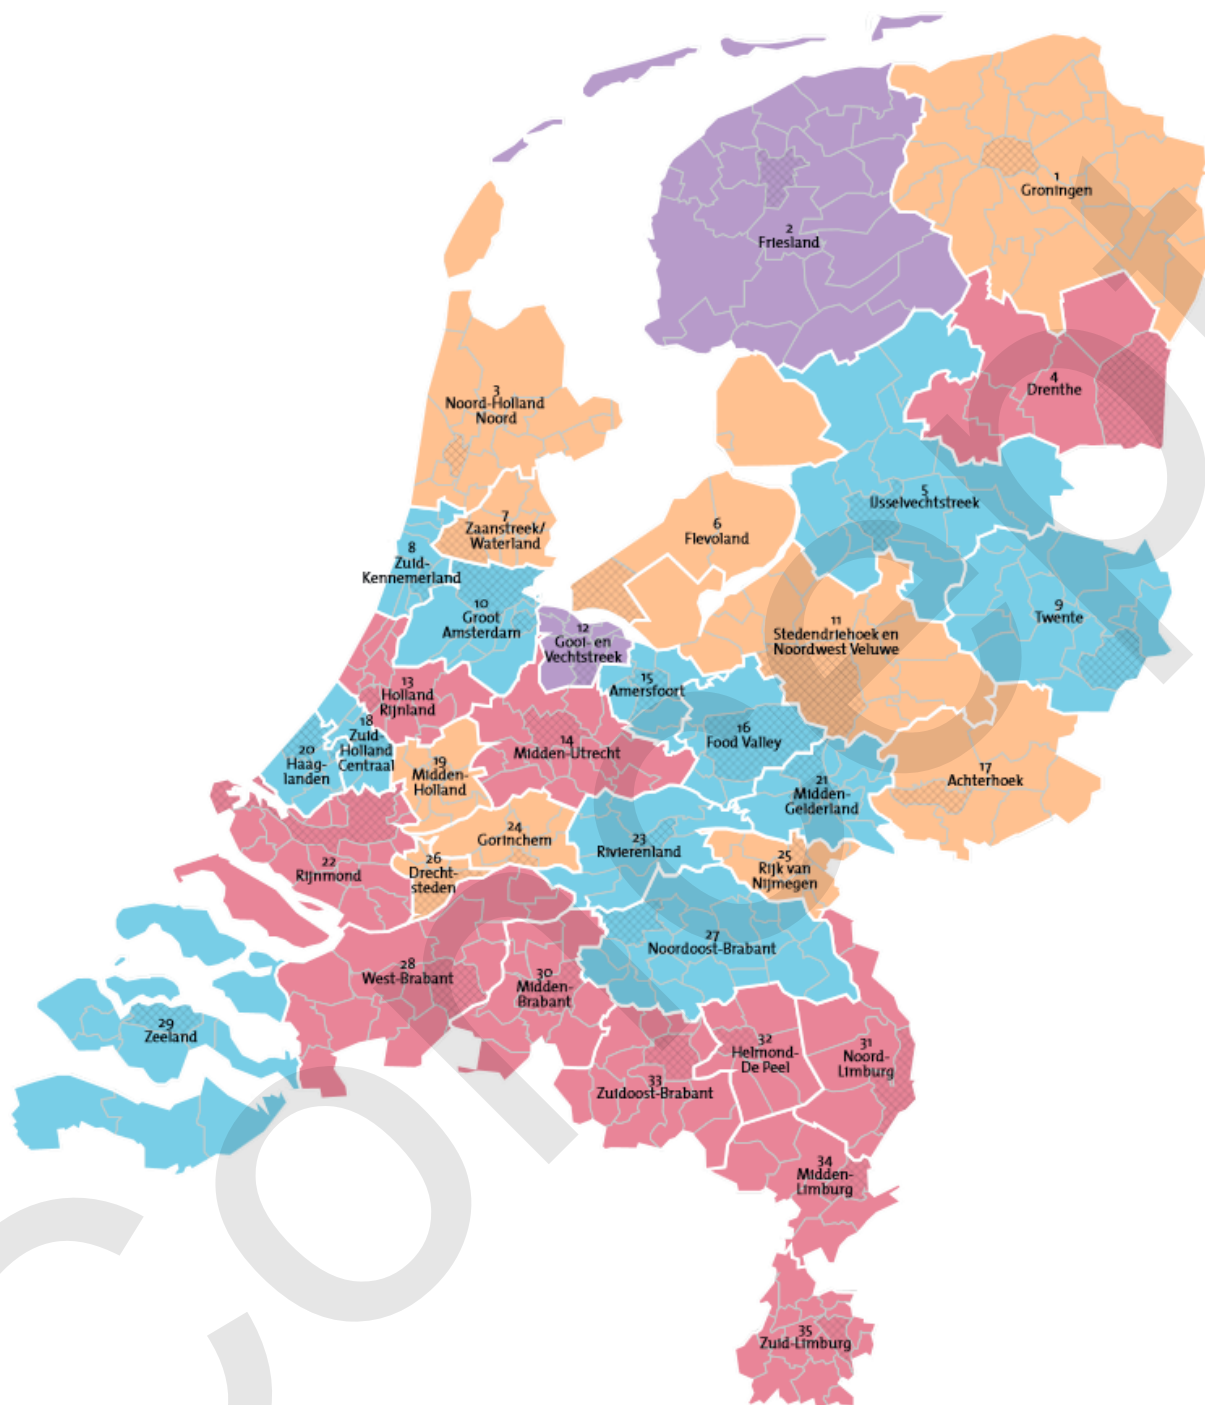 1
Groningen
2
Friesland
3
Noord-Holland
Noord
4
Drenthe
5
IJsselvechtstreek
6
Flevoland
7
Zaanstreek/
Waterland
8
Zuid-
Kennemerland
9
Twente
10
Groot
Amsterdam
11
Stedendriehoek en
Noordwest Veluwe
12
Gooi- en
Vechtstreek
13
Holland
Rijnland
14
Midden-Utrecht
15
Amersfoort
16
Food Valley
17
Achterhoek
18
Zuid-
Holland
Centraal
19
Midden-
Holland
20
Haag-
landen
21
Midden-
Gelderland
22
Rijnmond
23
Rivierenland
24
Gorinchem
25
Rijk van
Nijmegen
26
Drecht-
steden
27
Noordoost-Brabant
28
West-Brabant
29
Zeeland
30
Midden-
Brabant
31
Noord-
Limburg
32
Helmond-
De Peel
33
Zuidoost-Brabant
34
Midden-
Limburg
35
Zuid-Limburg